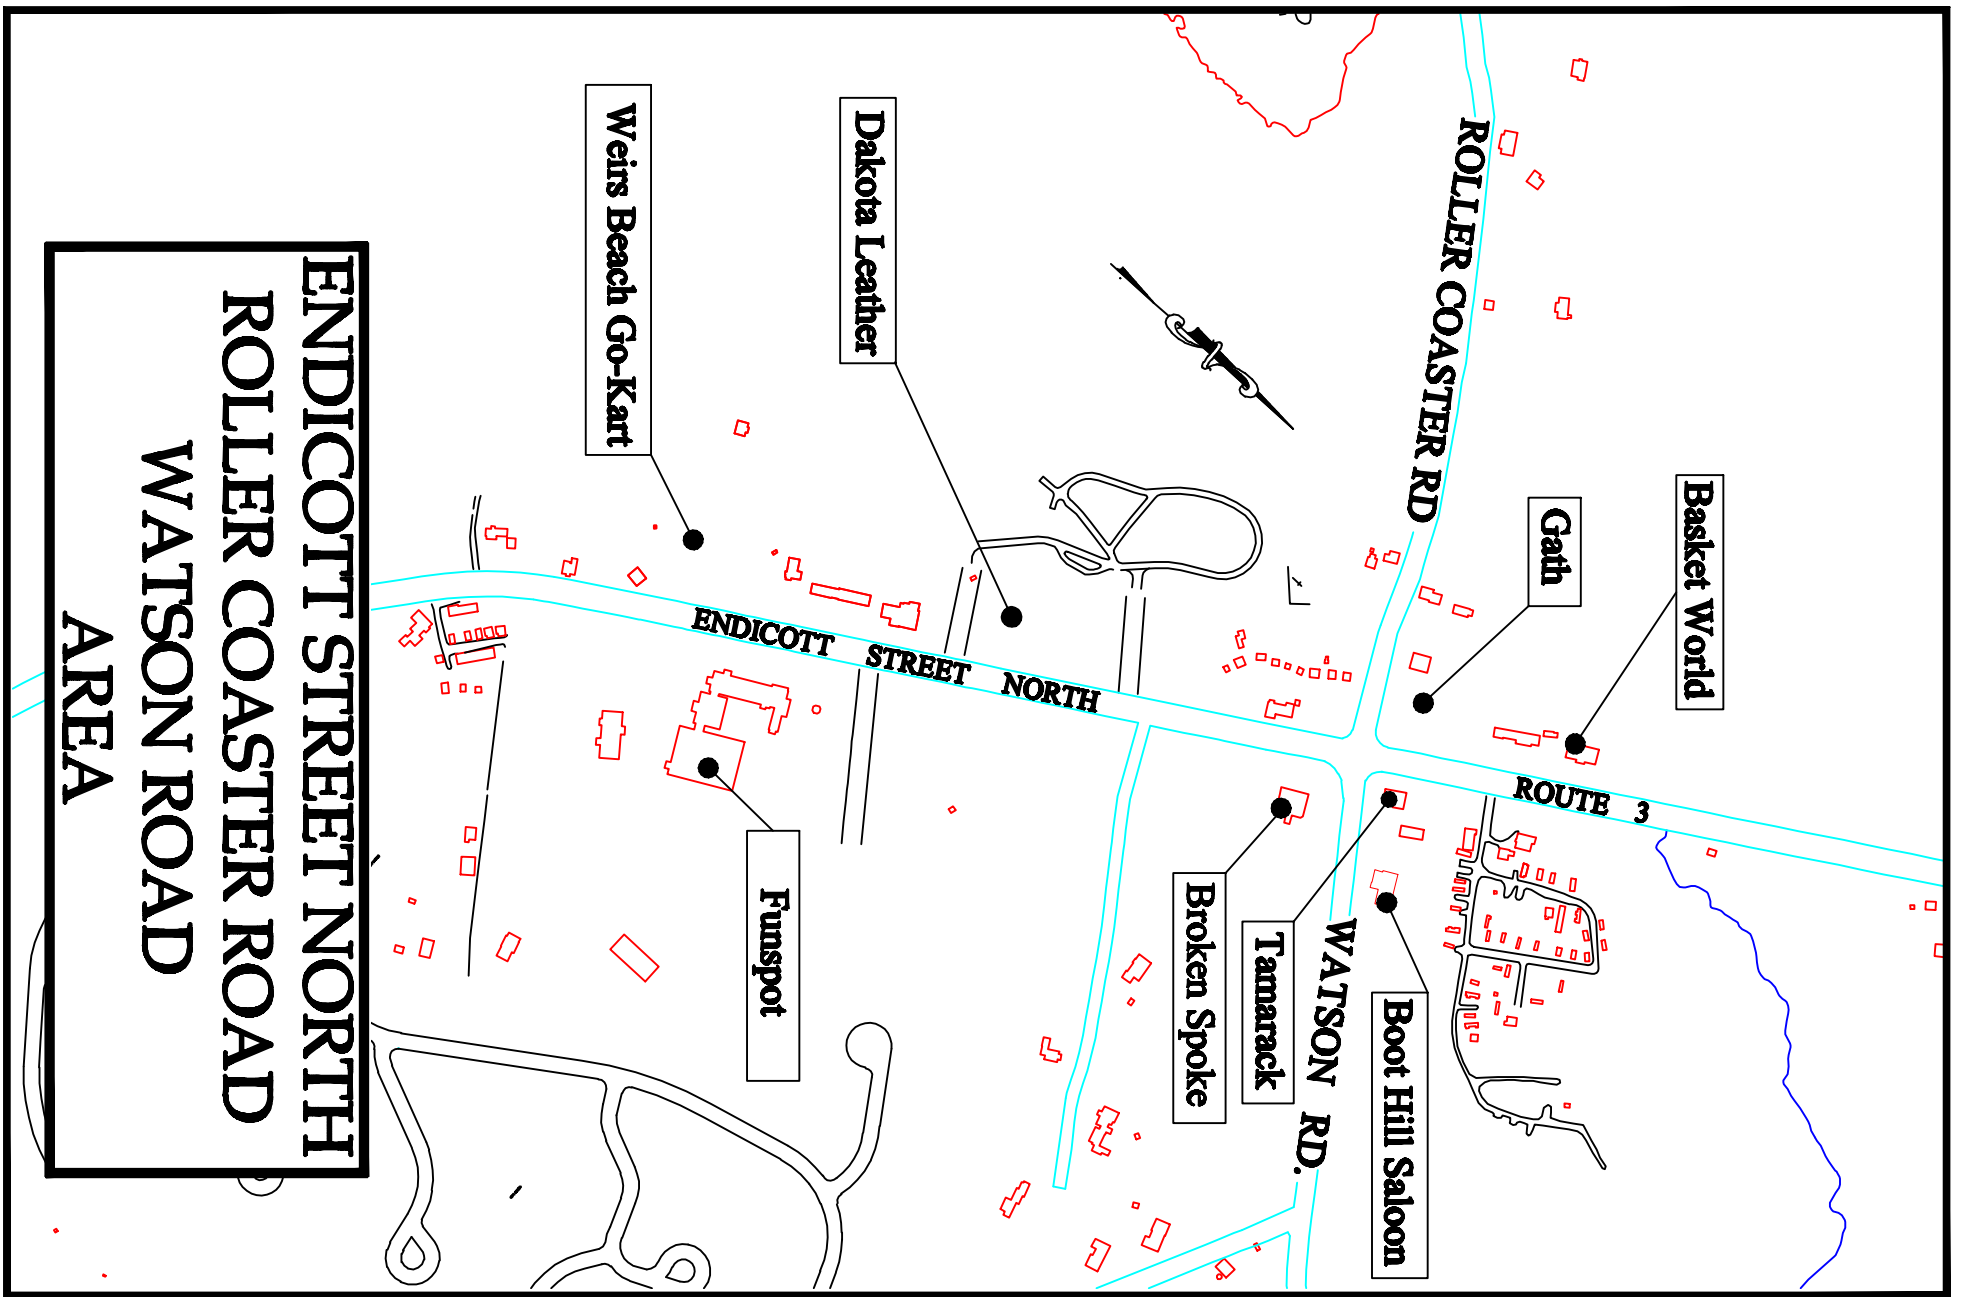 ROLLER COASTER RD
Basket World
Gath
Dakota Leather
Weirs Beach Go-Kart
ENDICOTT STREET NORTH
ROUTE 3
WATSON RD.
Boot Hill Saloon
Tamarack
Broken Spoke
Funspot
ENDICOTT STREET NORTH
ROLLER COASTER ROAD
WATSON ROAD
AREA